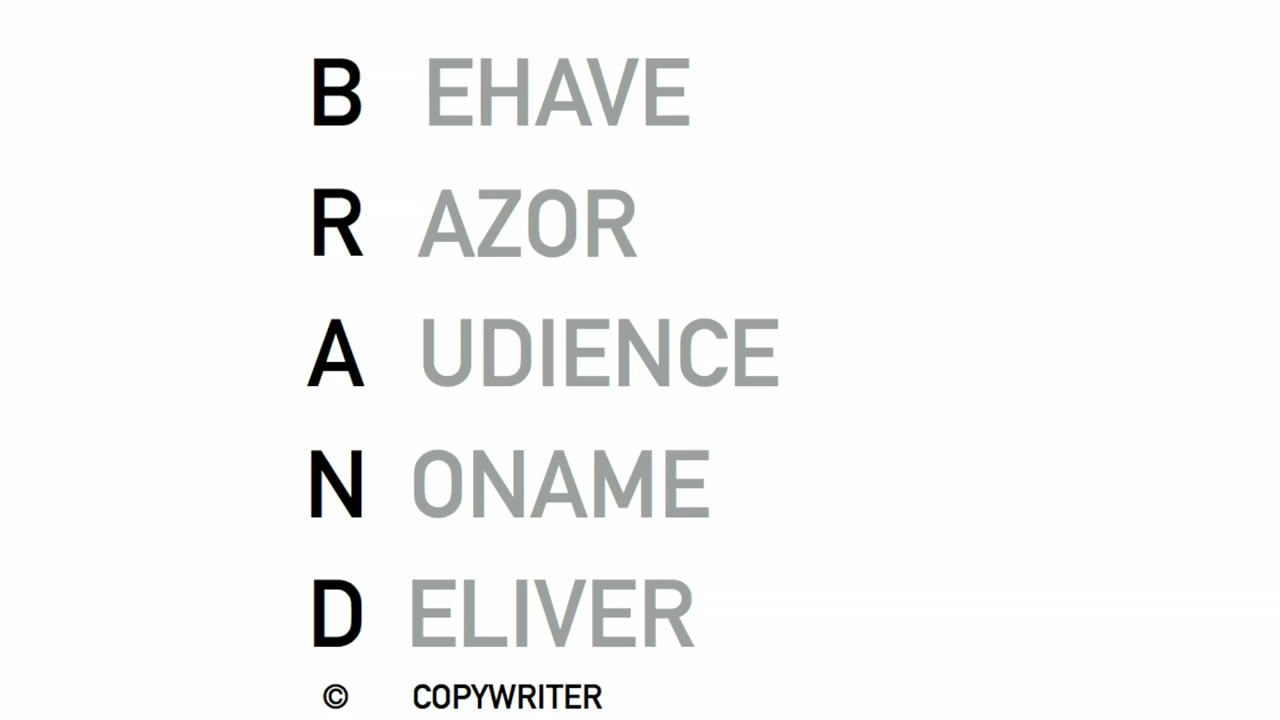 B EHAVE
R AZOR
A UDIENCE
N ONAME
D ELIVER
© COPYWRITER